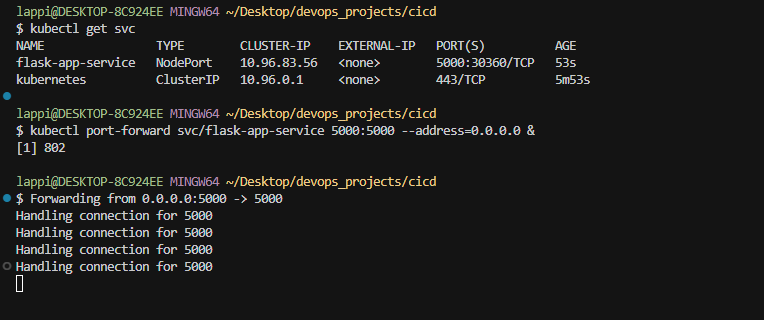 lappi@DESKTOP-8C924EE MINGW64 ~/Desktop/devops_projects/cicd
$ kubectl get svc
NAME                TYPE        CLUSTER-IP     EXTERNAL-IP   PORT(S)          AGE
flask-app-service   NodePort    10.96.83.56    <none>        5000:30360/TCP   53s
kubernetes          ClusterIP   10.96.0.1      <none>        443/TCP          5m53s
lappi@DESKTOP-8C924EE MINGW64 ~/Desktop/devops_projects/cicd
$ kubectl port-forward svc/flask-app-service 5000:5000 --address=0.0.0.0 &
[1] 802
lappi@DESKTOP-8C924EE MINGW64 ~/Desktop/devops_projects/cicd
$ Forwarding from 0.0.0.0:5000 -> 5000
Handling connection for 5000
Handling connection for 5000
Handling connection for 5000
Handling connection for 5000